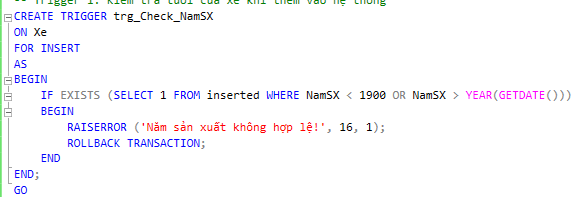 -- Trigger 1: Kiểm tra tuổi của xe khi thêm vào hệ thống
CREATE TRIGGER trg_Check_NamSX
ON Xe
FOR INSERT
AS
BEGIN
IF EXISTS (SELECT 1 FROM inserted WHERE NamSX < 1900 OR NamSX > YEAR(GETDATE()))
BEGIN
RAISERROR ('Năm sản xuất không hợp lệ!', 16, 1);
ROLLBACK TRANSACTION;
END
END;
GO